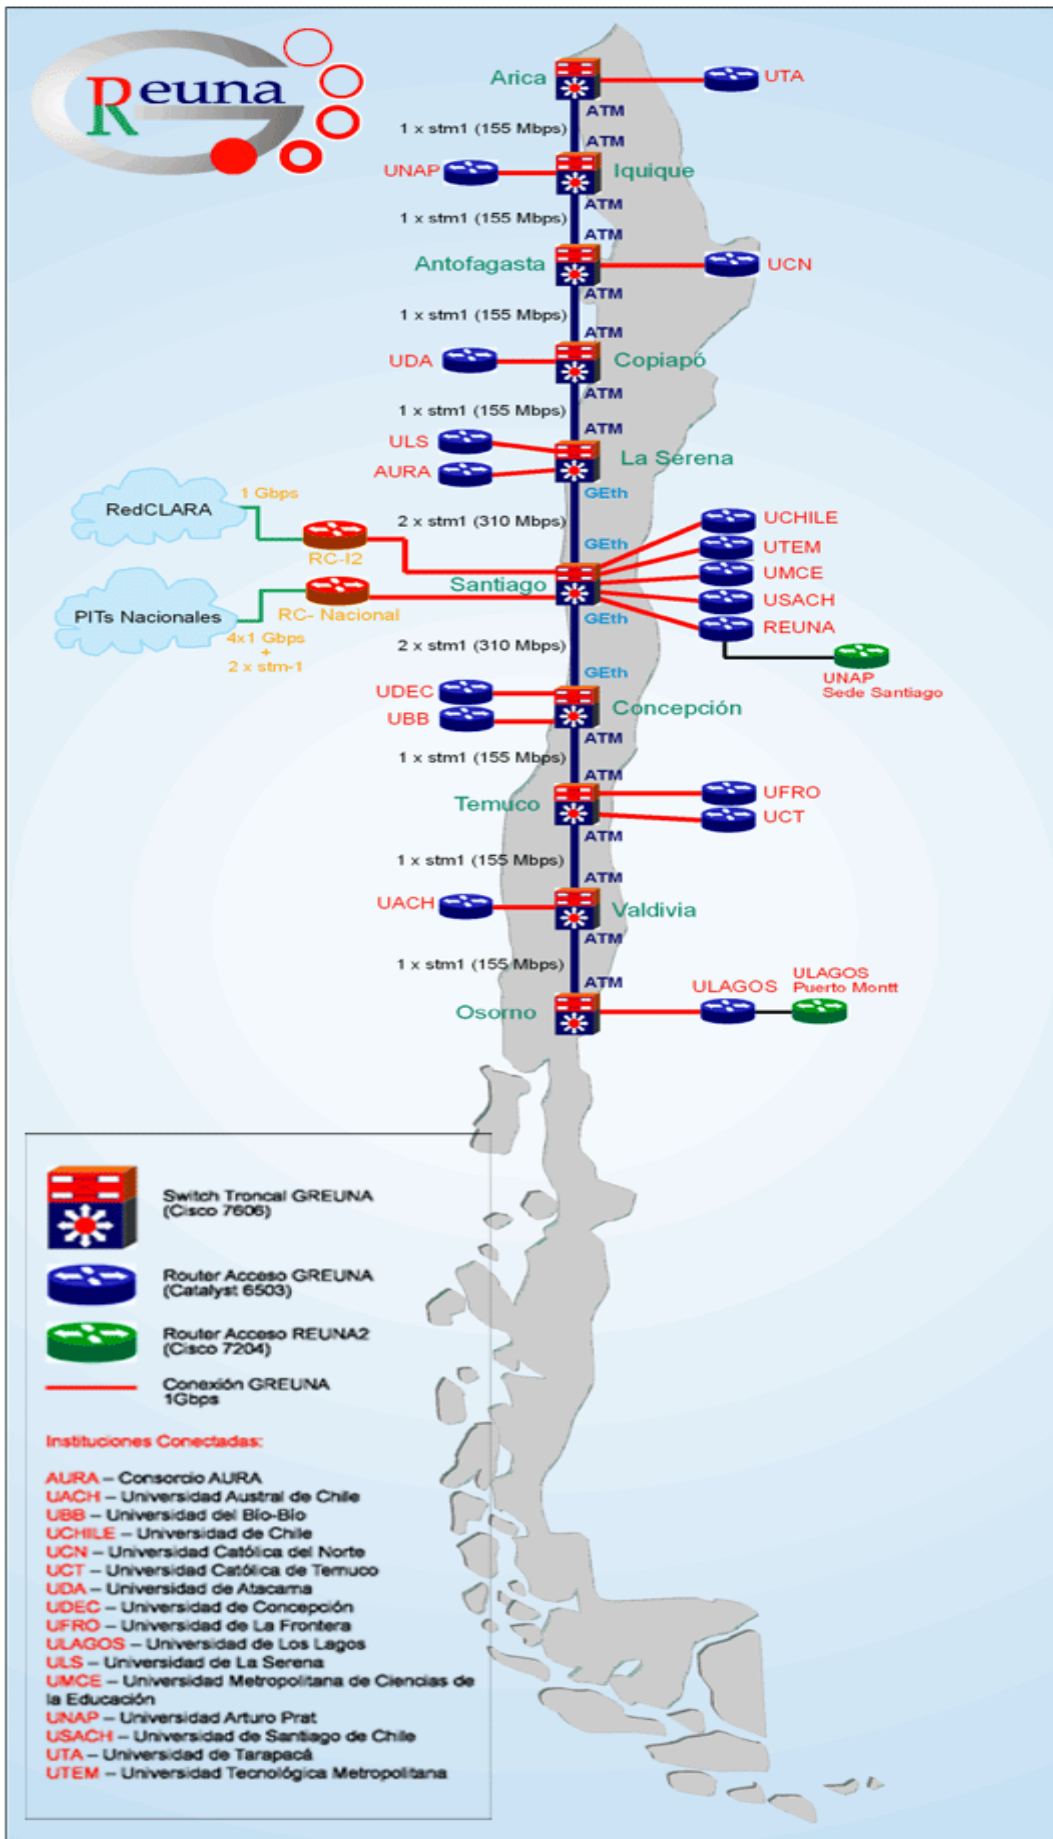 Reuna
Arica
UTA
ATM
1 x stm1 (155 Mbps)
ATM
UNAP
Iquique
ATM
1 x stm1 (155 Mbps)
ATM
Antofagasta
UCN
ATM
1 x stm1 (155 Mbps)
ATM
UDA
Copiapó
ATM
1 x stm1 (155 Mbps)
ATM
ULS
La Serena
AURA
GEth
1 Gbps
RedCLARA
2 x stm1 (310 Mbps)
UCHILE
GEth
UTEM
RC-I2
UMCE
Santiago
USACH
RC- Nacional
PITs Nacionales
GEth
REUNA
4x1 Gbps
+
2 x stm-1
2 x stm1 (310 Mbps)
UNAP
Sede Santiago
GEth
UDEC
Concepción
UBB
ATM
1 x stm1 (155 Mbps)
ATM
UFRO
Temuco
UCT
ATM
1 x stm1 (155 Mbps)
ATM
UACH
Valdivia
ATM
1 x stm1 (155 Mbps)
ATM
ULAGOS
ULAGOS
Puerto Montt
Osorno
Switch Troncal GREUNA
(Cisco 7606)
Router Acceso GREUNA
(Catalyst 6503)
Router Acceso REUNA2
(Cisco 7204)
Conexión GREUNA
1Gbps
Instituciones Conectadas:
AURA – Consorcio AURA
UACH – Universidad Austral de Chile
UBB – Universidad del Bío-Bío
UCHILE – Universidad de Chile
UCN – Universidad Católica del Norte
UCT – Universidad Católica de Temuco
UDA – Universidad de Atacama
UDEC – Universidad de Concepción
UFRO – Universidad de La Frontera
ULAGOS – Universidad de Los Lagos
ULS – Universidad de La Serena
UMCE – Universidad Metropolitana de Ciencias de
la Educación
UNAP – Universidad Arturo Prat
USACH – Universidad de Santiago de Chile
UTA – Universidad de Tarapacá
UTEM – Universidad Tecnológica Metropolitana